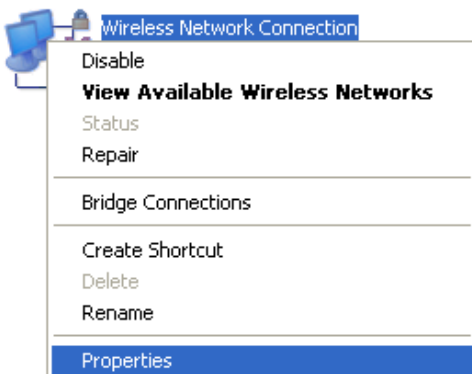 Wireless Network Connection
Disable
View Available Wireless Networks
Status
Repair
Bridge Connections
Create Shortcut
Delete
Rename
Properties